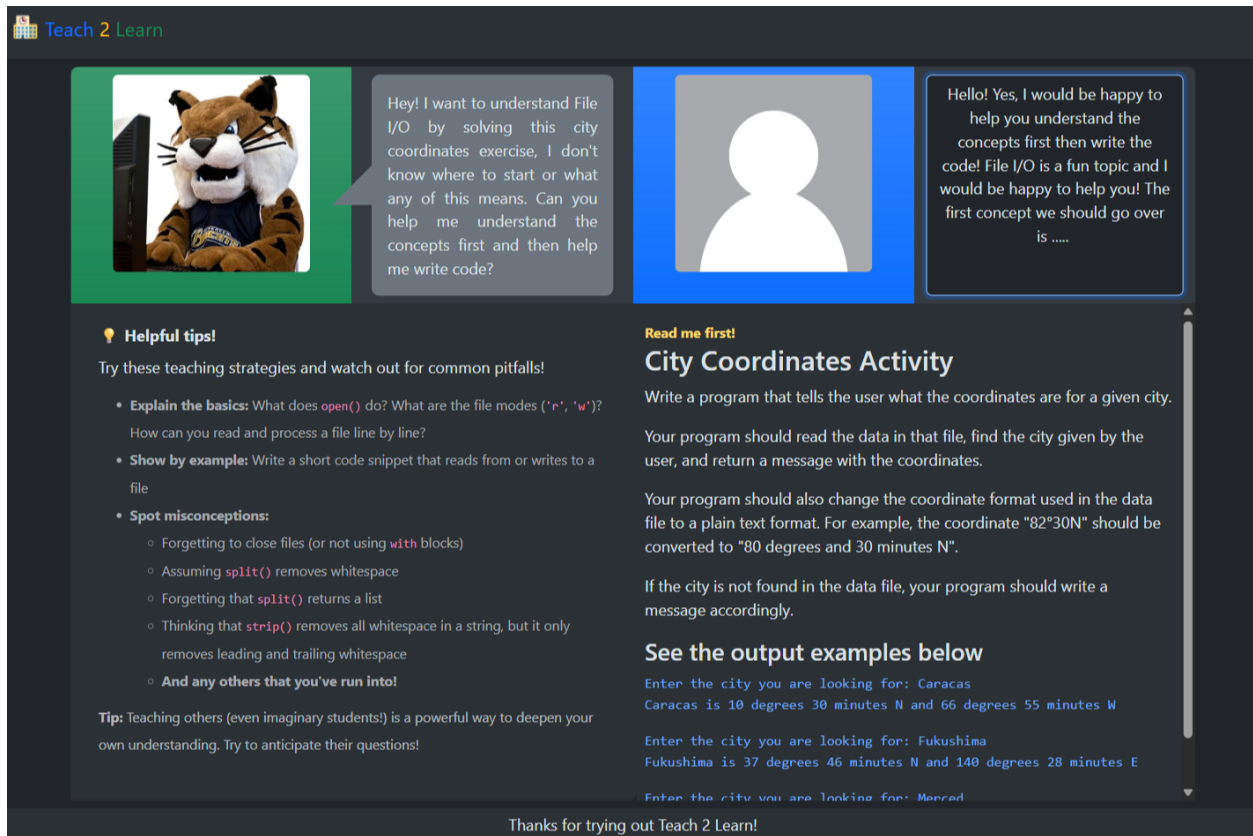 Teach 2 Learn
Hey! I want to understand File
I/O by solving this city
coordinates exercise, I don't
know where to start or what
any of this means. Can you
help me understand the
concepts first and then help
me write code?
Hello! Yes, I would be happy to
help you understand the
concepts first then write the
code! File I/O is a fun topic and I
would be happy to help you! The
first concept we should go over
is .....
Helpful tips!
Try these teaching strategies and watch out for common pitfalls!
• Explain the basics: What does open() do? What are the file modes ('r', 'w')?
How can you read and process a file line by line?
• Show by example: Write a short code snippet that reads from or writes to a
file
• Spot misconceptions:
◦ Forgetting to close files (or not using with blocks)
◦ Assuming split() removes whitespace
◦ Forgetting that split() returns a list
◦ Thinking that strip() removes all whitespace in a string, but it only
removes leading and trailing whitespace
◦ And any others that you've run into!
Tip: Teaching others (even imaginary students!) is a powerful way to deepen your
own understanding. Try to anticipate their questions!
Read me first!
City Coordinates Activity
Write a program that tells the user what the coordinates are for a given city.
Your program should read the data in that file, find the city given by the
user, and return a message with the coordinates.
Your program should also change the coordinate format used in the data
file to a plain text format. For example, the coordinate "82°30N" should be
converted to "80 degrees and 30 minutes N".
If the city is not found in the data file, your program should write a
message accordingly.
See the output examples below
Enter the city you are looking for: Caracas
Caracas is 10 degrees 30 minutes N and 66 degrees 55 minutes W
Enter the city you are looking for: Fukushima
Fukushima is 37 degrees 46 minutes N and 140 degrees 28 minutes E
Enter the city you are looking for: Merced
Thanks for trying out Teach 2 Learn!